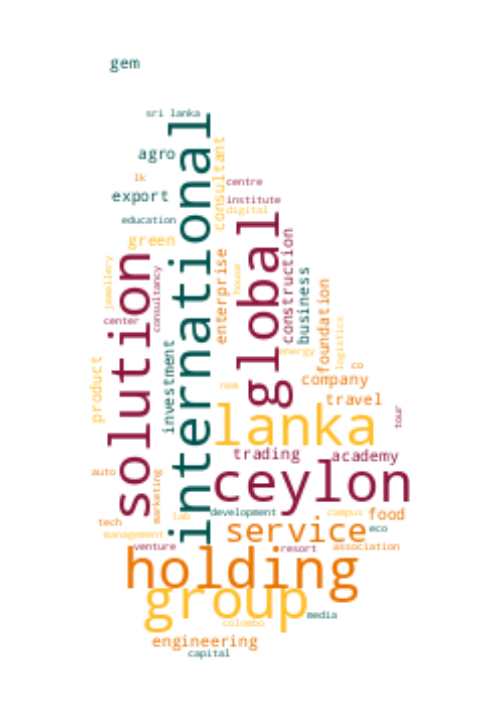 gem
sri lanka
international
agro
consultant
lk
centre
export
institute
digital
education
global
green
construction
enterprise
solution
jewellery
consultancy
house
business
foundation
center
logistics
investment
energy
product
co
company
new
travel
lanka
tour
trading
academy
auto
ceylon
marketing
lab
development
campus
food
tech
service
eco
management
venture
resort
association
holding
group
media
colombo
engineering
capital